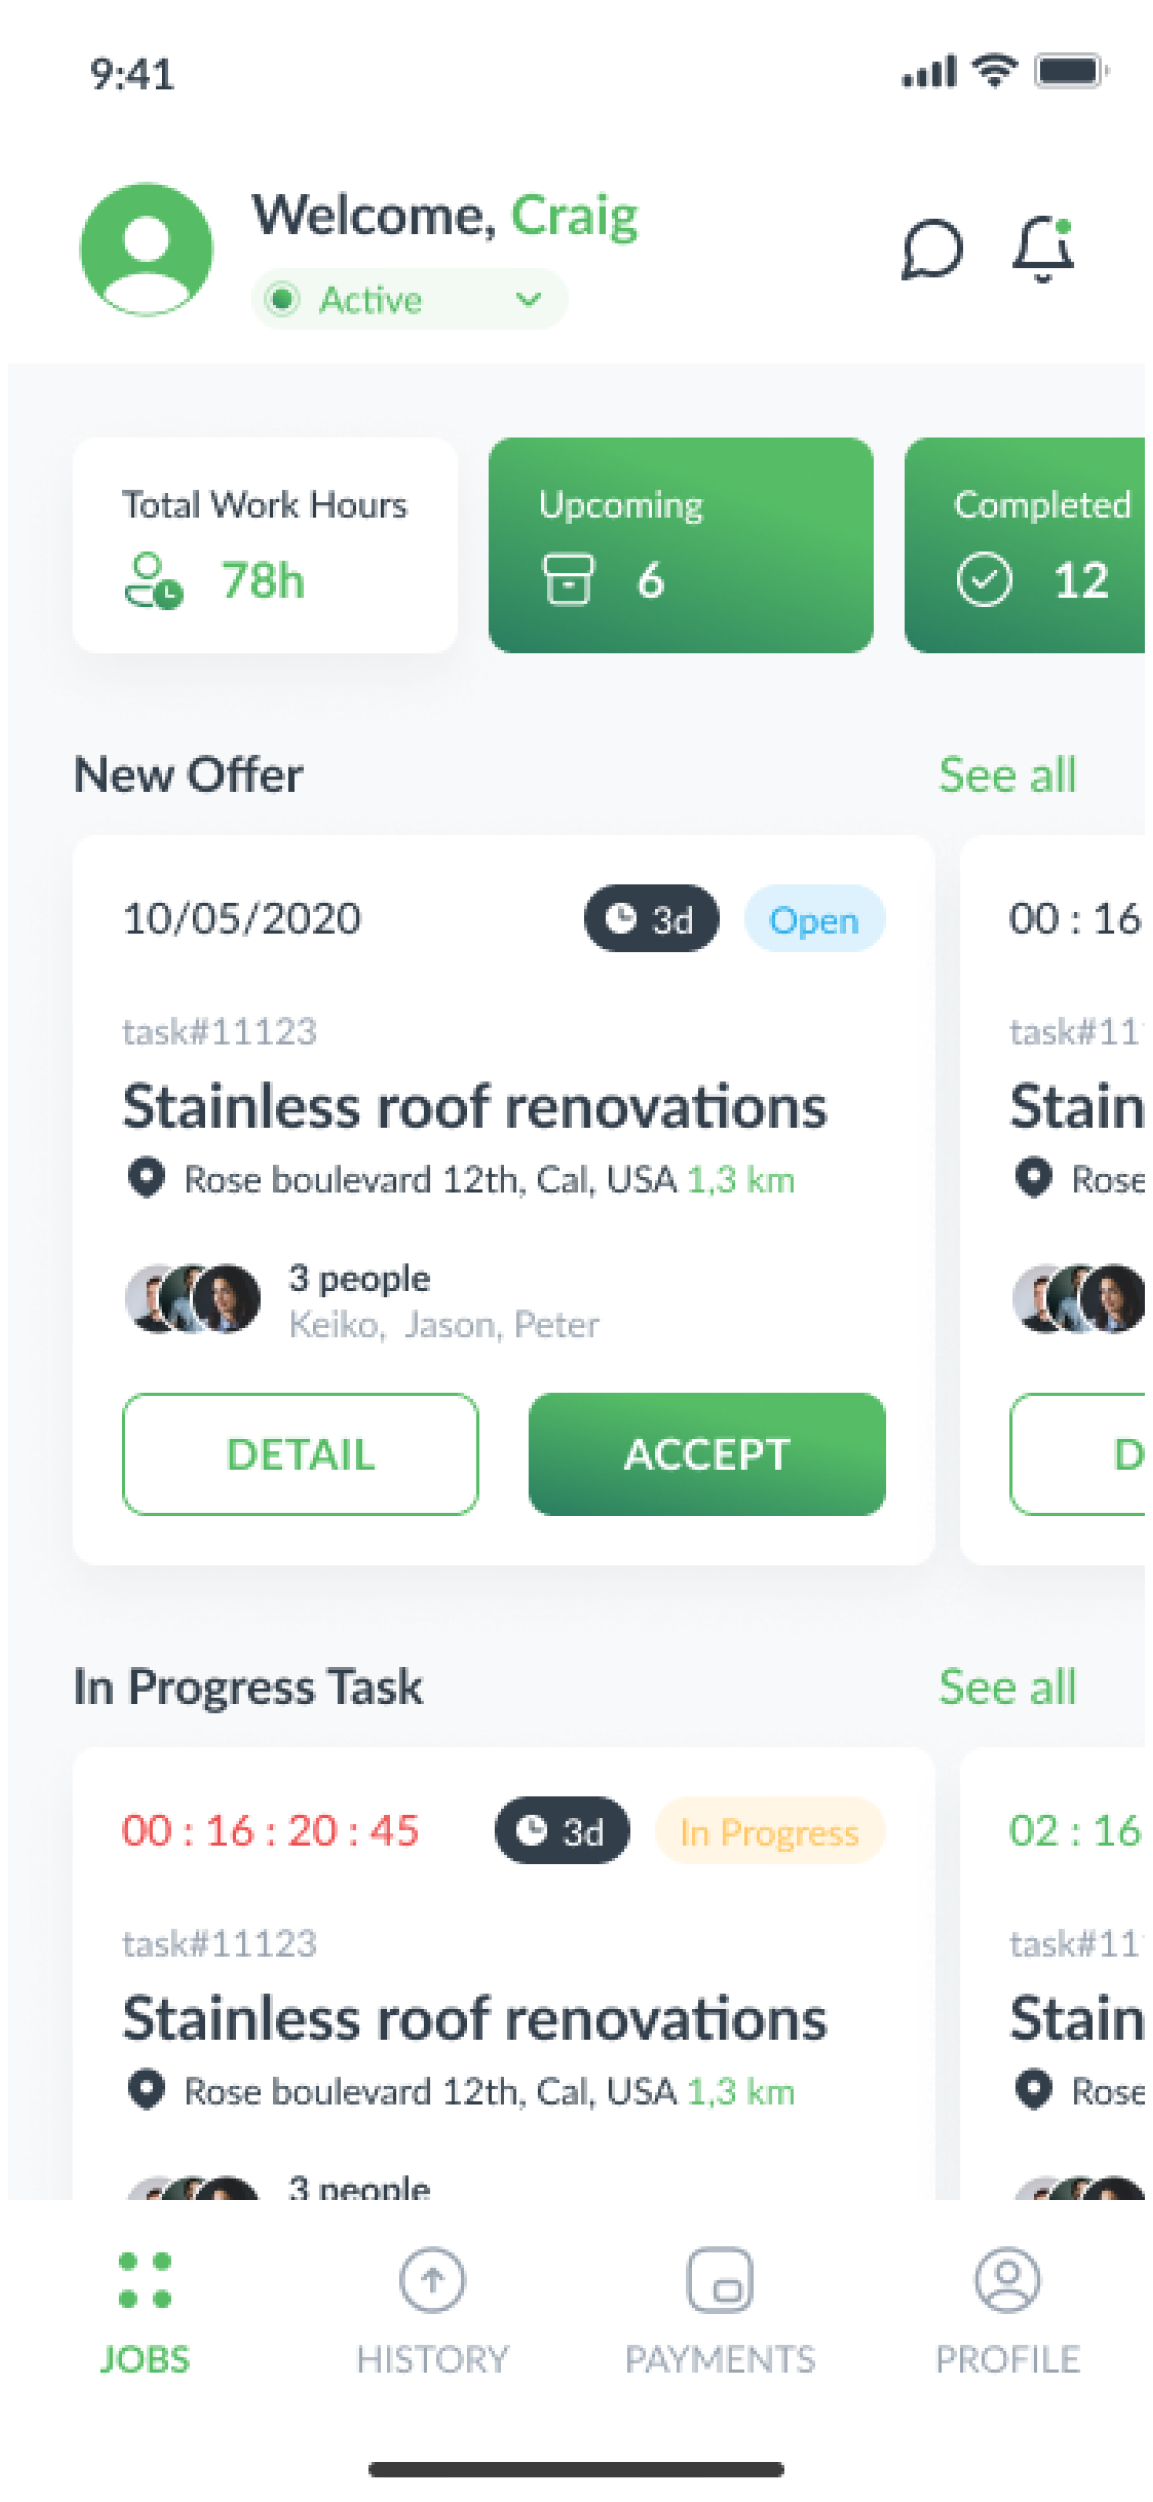 9:41
Welcome, Craig
Active
Total Work Hours
78h
Upcoming
6
Completed
12
New Offer
See all
10/05/2020
3d
Open
task#11123
Stainless roof renovations
Rose boulevard 12th, Cal, USA 1,3 km
3 people
Keiko,  Jason, Peter
DETAIL
ACCEPT
00 : 16
task#11
Stain
Rose
D
In Progress Task
See all
00 : 16 : 20 : 45
3d
In Progress
task#11123
Stainless roof renovations
Rose boulevard 12th, Cal, USA 1,3 km
3 people
02 : 16
task#11
Stain
Rose
JOBS
HISTORY
PAYMENTS
PROFILE